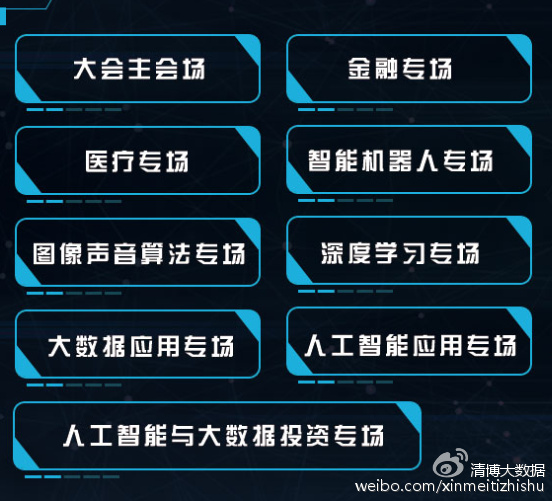 大会主会场
金融专场
医疗专场
智能机器人专场
图像声音算法专场
深度学习专场
大数据应用专场
人工智能应用专场
人工智能与大数据投资专场
清博大数据
weibo.com/xinmeitizhishu